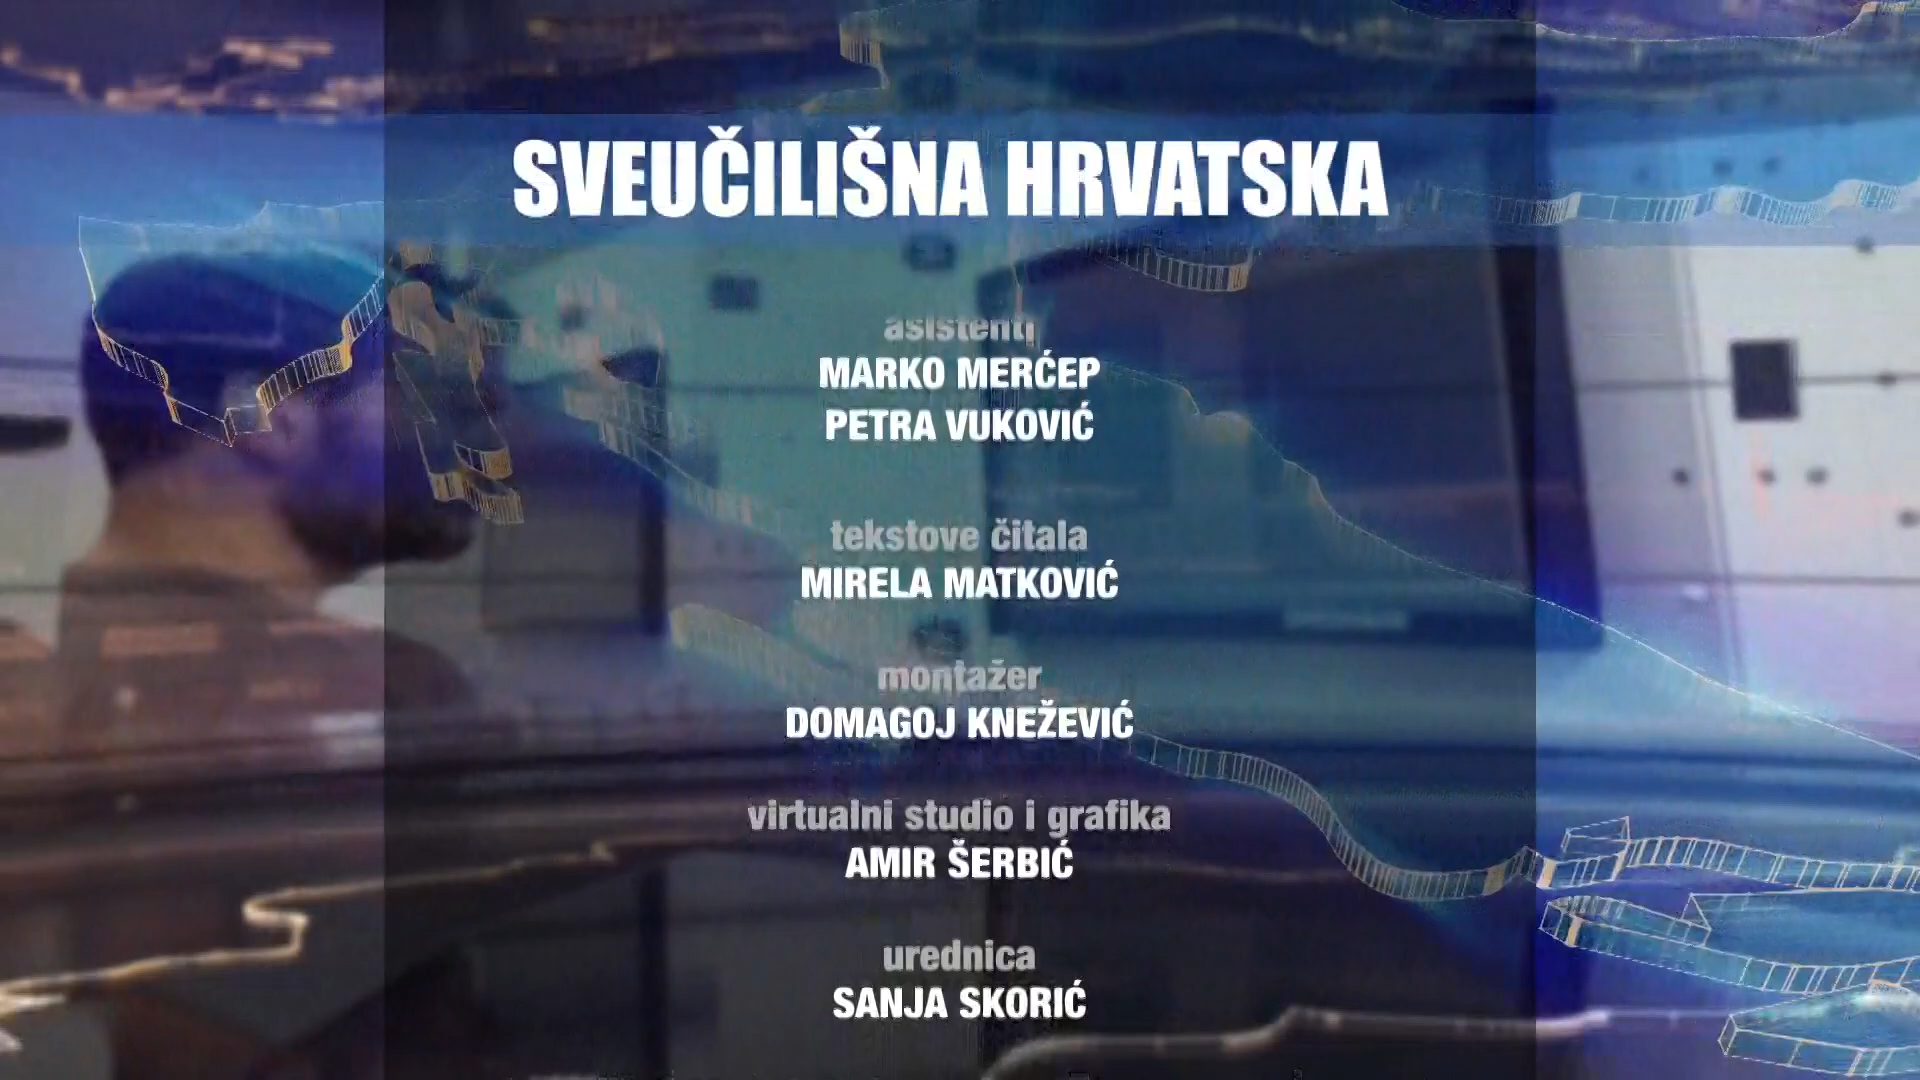 SVEUČILIŠNA HRVATSKA
asistenti
MARKO MERĆEP
PETRA VUKOVIĆ
tekstove čitala
MIRELA MATKOVIĆ
montažer
DOMAGOJ KNEŽEVIĆ
virtualni studio i grafika
AMIR ŠERBIĆ
urednica
SANJA SKORIĆ